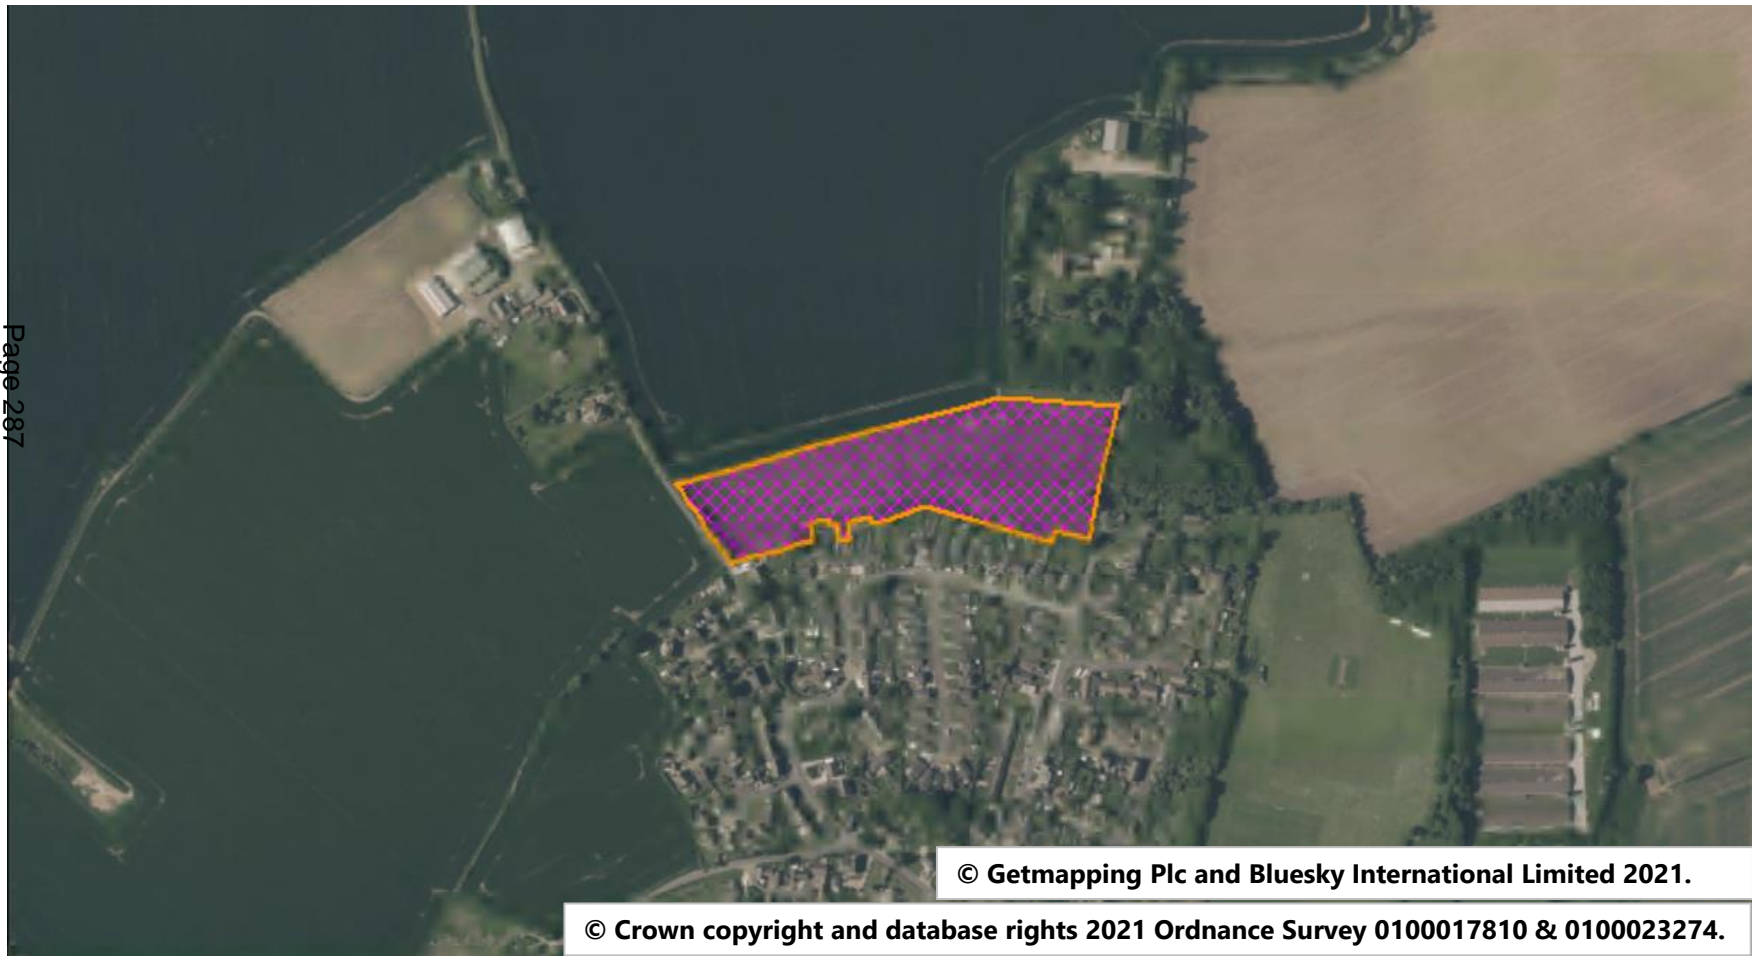 Page 287
© Getmapping Plc and Bluesky International Limited 2021.
© Crown copyright and database rights 2021 Ordnance Survey 0100017810 & 0100023274.